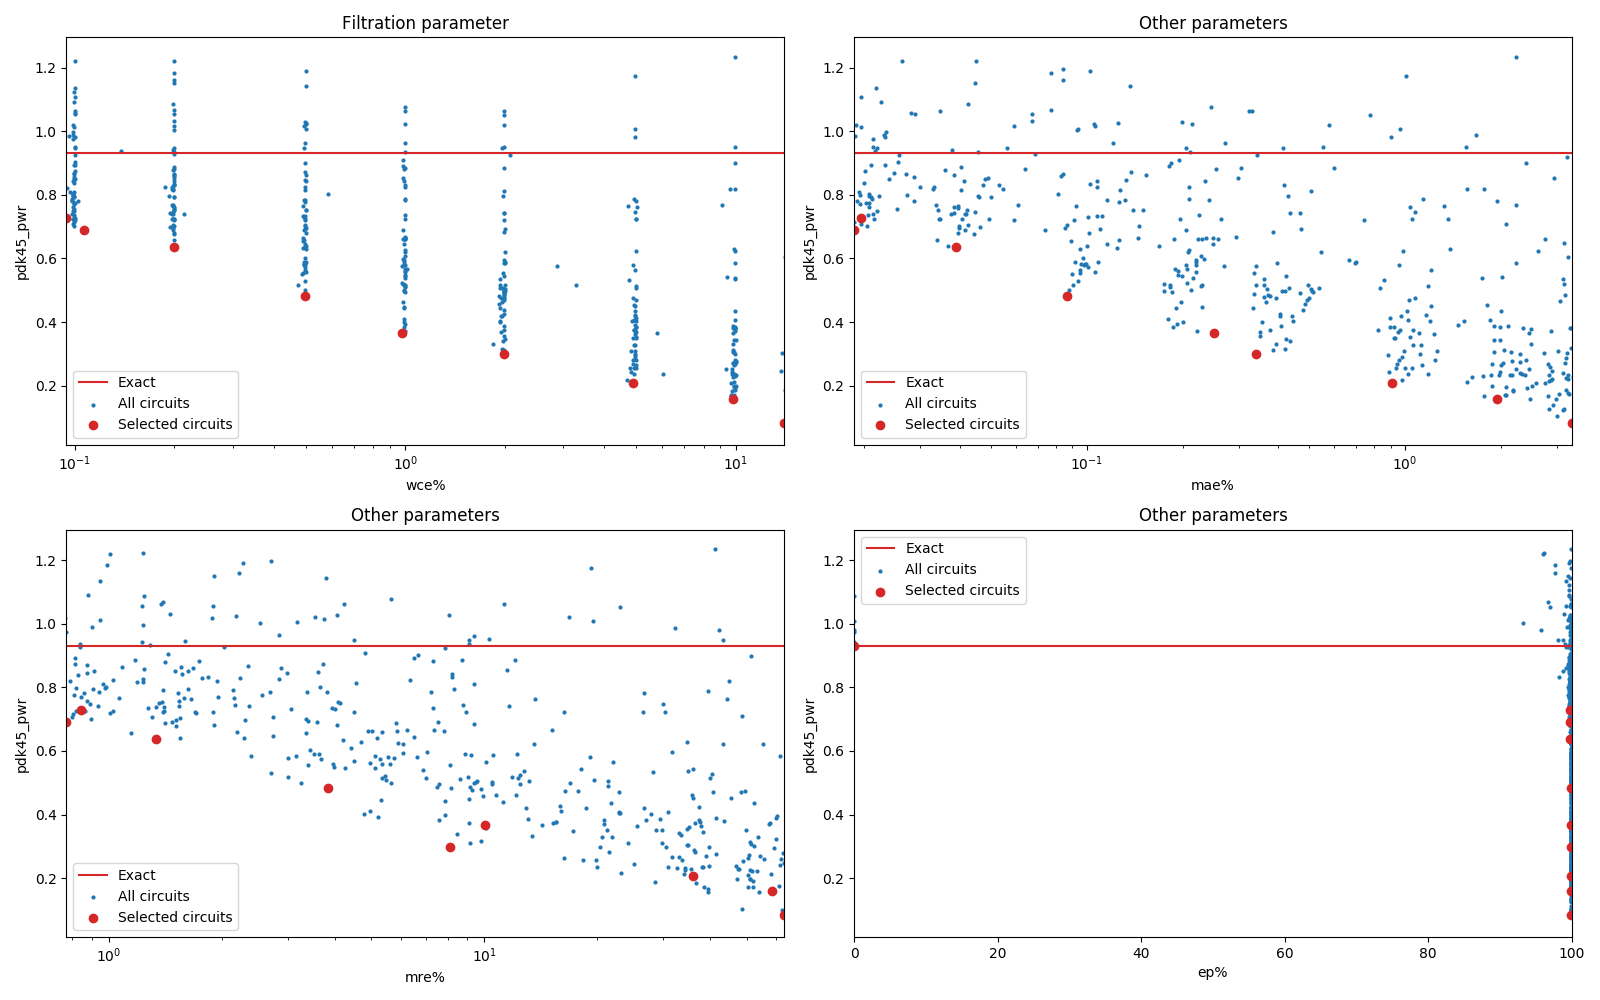 Filtration parameter
1.2
1.0
0.8
0.6
0.4
0.2
pdk45_pwr
Exact
All circuits
Selected circuits
10⁻¹
10⁰
10¹
wce%
Other parameters
1.2
1.0
0.8
0.6
0.4
0.2
pdk45_pwr
Exact
All circuits
Selected circuits
10⁻¹
10⁰
mae%
Other parameters
1.2
1.0
0.8
0.6
0.4
0.2
pdk45_pwr
Exact
All circuits
Selected circuits
10⁰
10¹
mre%
Other parameters
Exact
All circuits
Selected circuits
1.2
1.0
0.8
0.6
0.4
0.2
pdk45_pwr
0 20 40 60 80 100
ep%